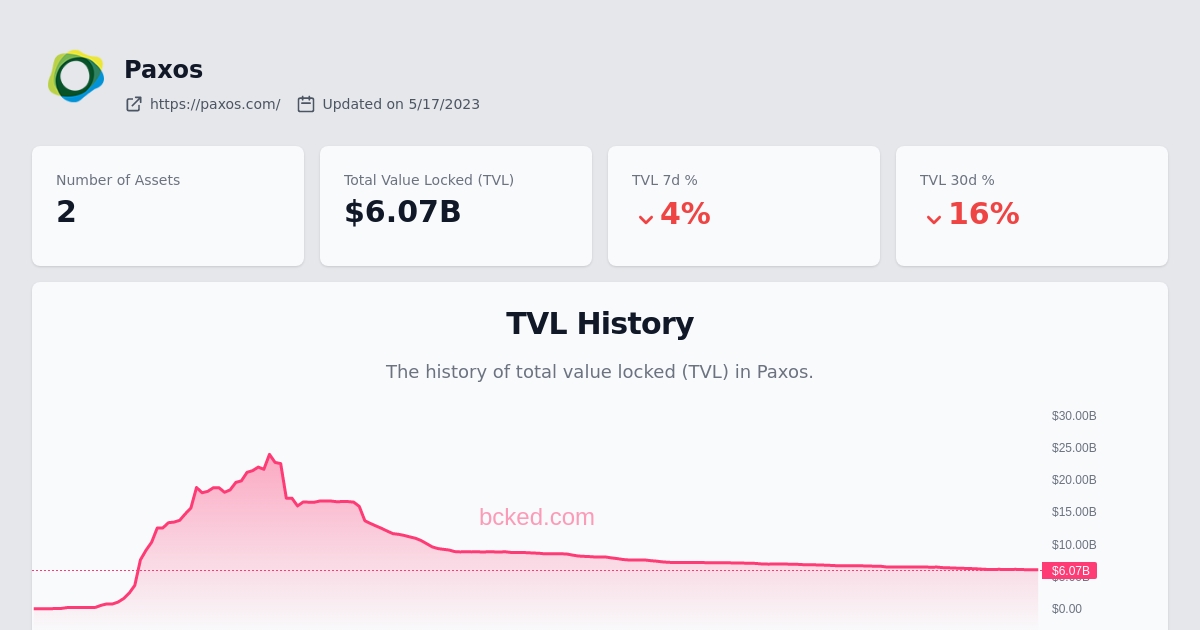 Paxos
https://paxos.com/ Updated on 5/17/2023
Number of Assets
2
Total Value Locked (TVL)
$6.07B
TVL 7d %
4%
TVL 30d %
16%
TVL History
The history of total value locked (TVL) in Paxos.
$30.00B
$25.00B
$20.00B
$15.00B
bcked.com
$10.00B
$6.07B
$0.00